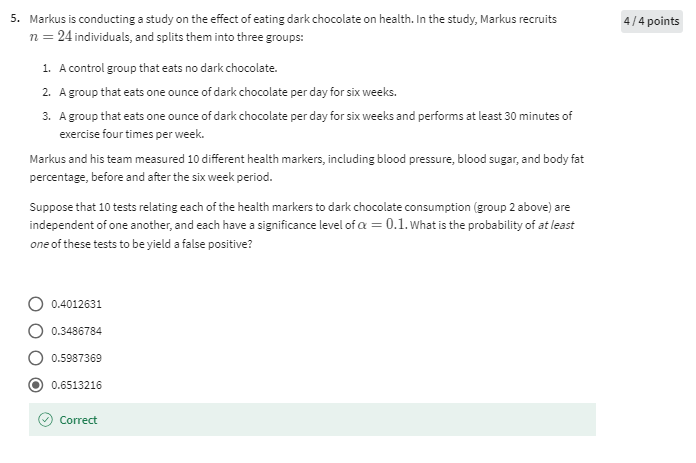 5. Markus is conducting a study on the effect of eating dark chocolate on health. In the study, Markus recruits
4 / 4 points
n = 24 individuals, and splits them into three groups:
1. A control group that eats no dark chocolate.
2. A group that eats one ounce of dark chocolate per day for six weeks.
3. A group that eats one ounce of dark chocolate per day for six weeks and performs at least 30 minutes of
exercise four times per week.
Markus and his team measured 10 different health markers, including blood pressure, blood sugar, and body fat
percentage, before and after the six week period.
Suppose that 10 tests relating each of the health markers to dark chocolate consumption (group 2 above) are
independent of one another, and each have a significance level of α = 0.1. What is the probability of at least
one of these tests to be yield a false positive?
0.4012631
0.3486784
0.5987369
0.6513216
Correct